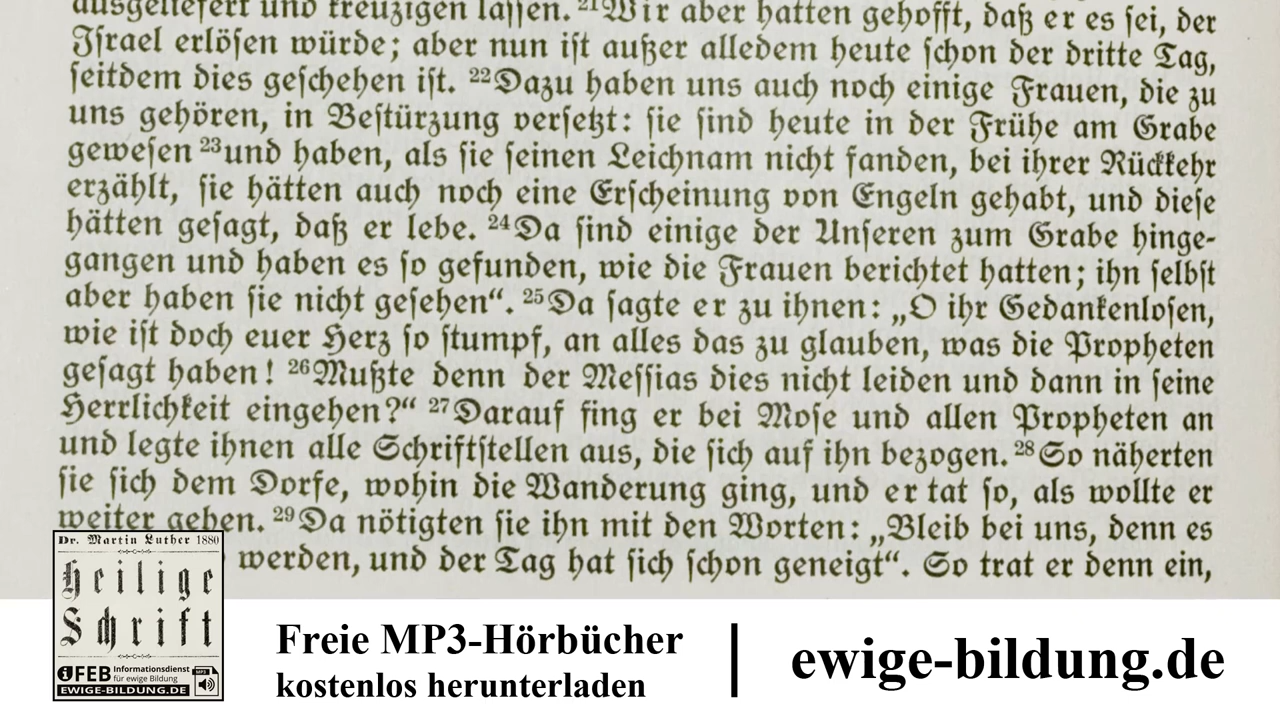 ausgeliefert und kreuzigen lassen. ²¹Wir aber hatten gehofft, daß er es sei, der
Israel erlösen würde; aber nun ist außer alledem heute schon der dritte Tag,
seitdem dies geschehen ist. ²²Dazu haben uns auch noch einige Frauen, die zu
uns gehören, in Bestürzung versetzt: sie sind heute in der Frühe am Grabe
gewesen ²³und haben, als sie seinen Leichnam nicht fanden, bei ihrer Rückkehr
erzählt, sie hätten auch noch eine Erscheinung von Engeln gehabt, und diese
hätten gesagt, daß er lebe. ²⁴Da sind einige der Unseren zum Grabe hinge-
gangen und haben es so gefunden, wie die Frauen berichtet hatten; ihn selbst
aber haben sie nicht gesehen“. ²⁵Da sagte er zu ihnen: „O ihr Gedankenlosen,
wie ist doch euer Herz so stumpf, an alles das zu glauben, was die Propheten
gesagt haben! ²⁶Mußte denn der Messias dies nicht leiden und dann in seine
Herrlichkeit eingehen?“ ²⁷Darauf fing er bei Mose und allen Propheten an
und legte ihnen alle Schriftstellen aus, die sich auf ihn bezogen. ²⁸So näherten
sie sich dem Dorfe, wohin die Wanderung ging, und er tat so, als wollte er
weiter gehen. ²⁹Da nötigten sie ihn mit den Worten: „Bleib bei uns, denn es
werden, und der Tag hat sich schon geneigt“. So trat er denn ein,
Dr. Martin Luther 1880
Heilige
Schrift
iFEB Informationsdienst
für ewige Bildung
MP3
EWIGE-BILDUNG.DE
Freie MP3-Hörbücher
kostenlos herunterladen
ewige-bildung.de